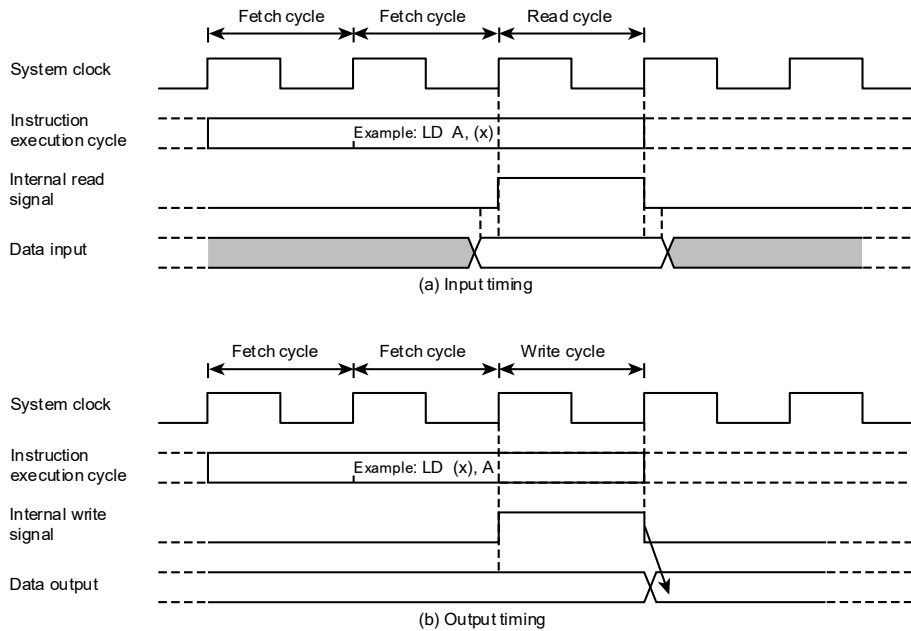 Fetch cycle Fetch cycle Read cycle
System clock
Instruction
execution cycle
Example: LD A, (x)
Internal read
signal
Data input
(a) Input timing
Fetch cycle Fetch cycle Write cycle
System clock
Instruction
execution cycle
Example: LD (x), A
Internal write
signal
Data output
(b) Output timing